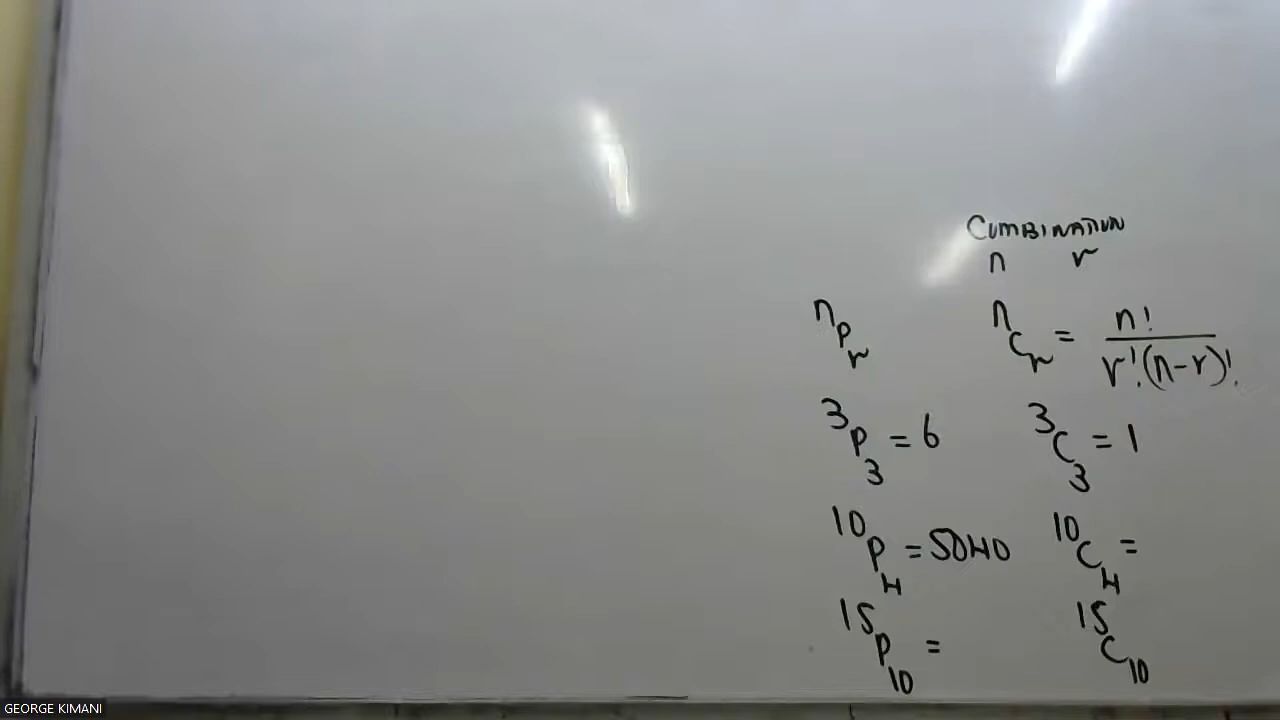 COMBINATION
n r
nPr nCr = n! / r!(n-r)!
3P3 = 6 3C3 = 1
10P4 = 5040 10C4 =
15P10 = 15C10
GEORGE KIMANI